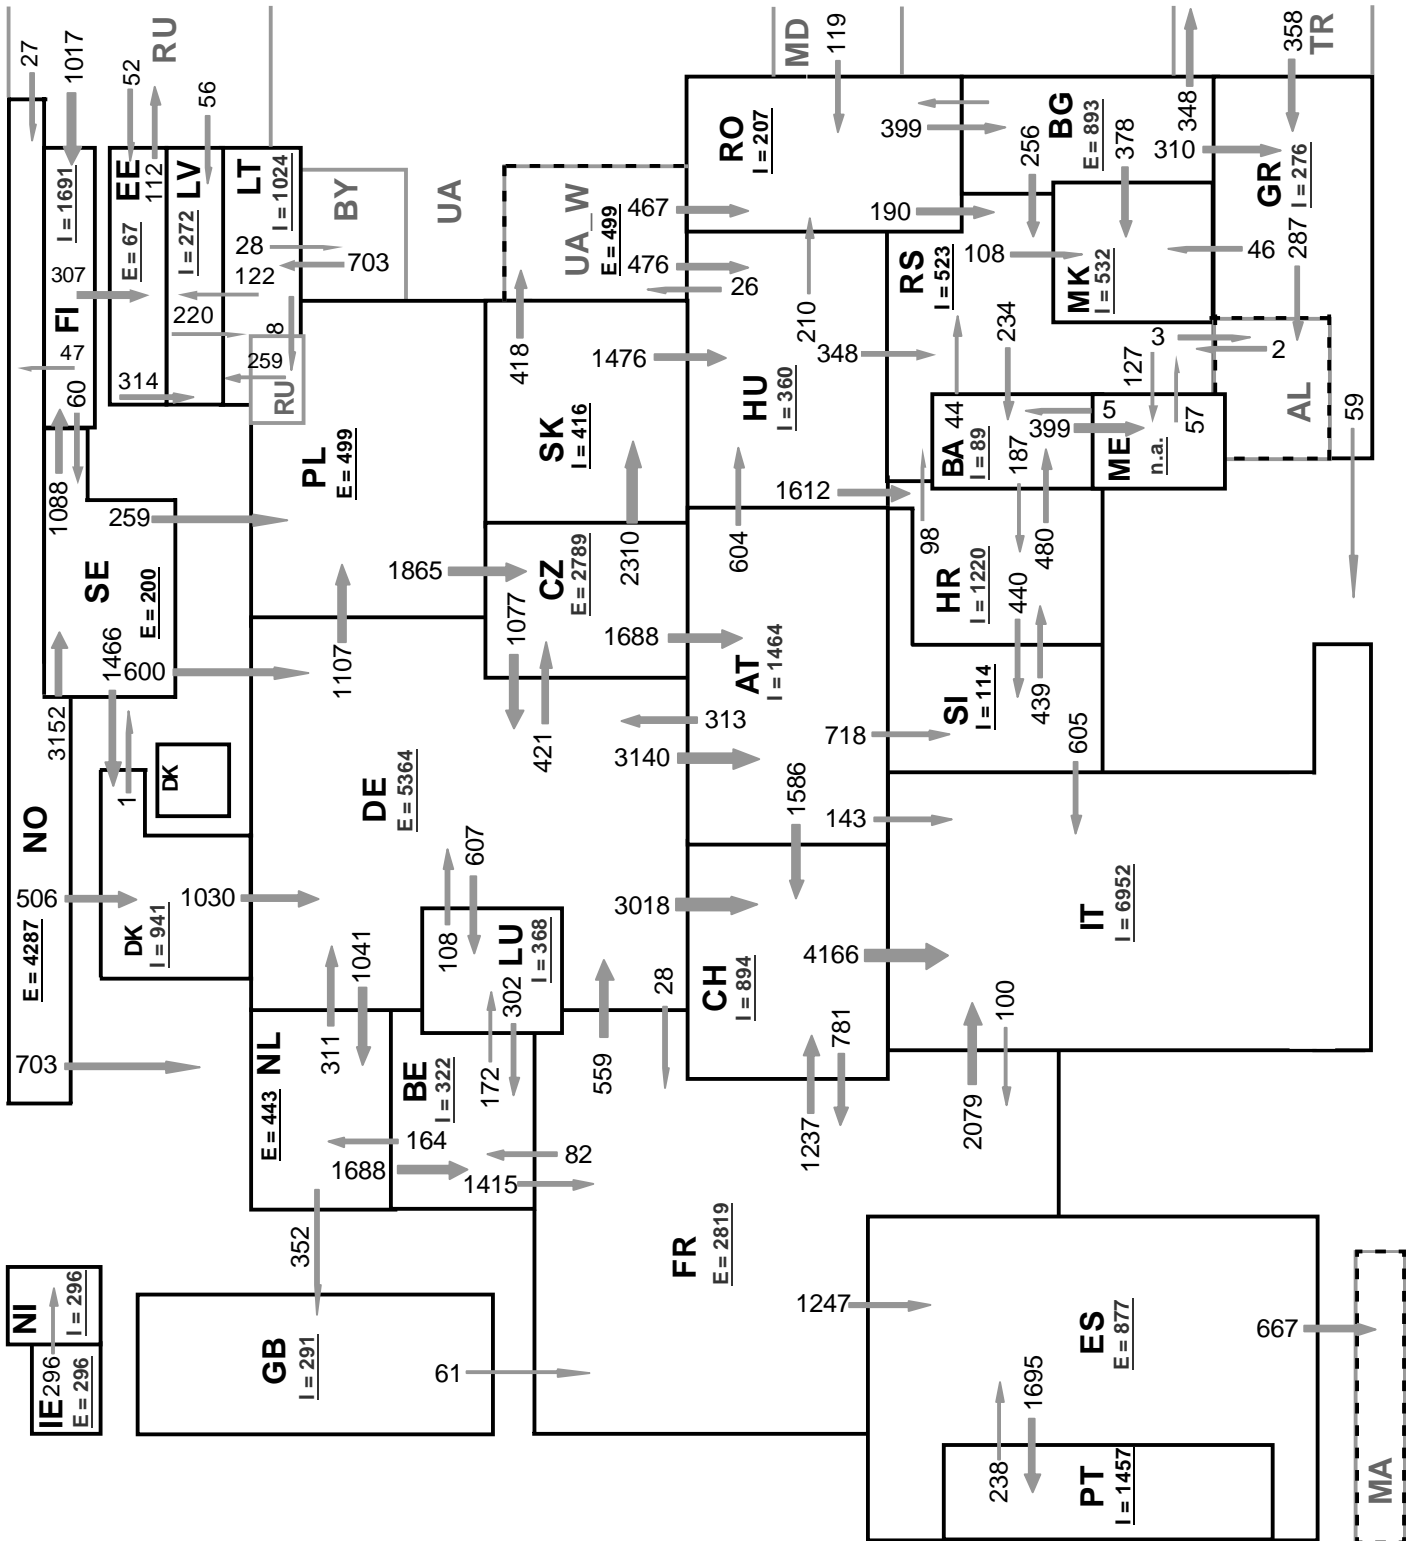 27
1017
52
RU
56
112
EE
E = 67
LV
I = 272
LT
I = 1024
FI
I = 1691
307
28
122
703
220
8
47
60
314
259
RU
BY
UA
UA_W
E = 499
467
476
26
418
MD
119
RO
I = 207
399
190
BG
E = 893
256
378
348
310
358
TR
GR
I = 276
287
46
108
MK
I = 532
RS
I = 523
234
210
348
3
2
127
AL
59
44
5
399
57
BA
I = 89
187
ME
n.a.
1088
259
SE
E = 200
1466
600
3152
1
DK
NO
E = 4287
506
DK
I = 941
1030
703
PL
E = 499
1107
1865
SK
I = 416
1476
2310
CZ
E = 2789
1077
421
1688
HU
I = 360
1612
604
98
480
HR
I = 1220
440
439
SI
I = 114
605
AT
I = 1464
313
3140
718
1586
143
DE
E = 5364
607
108
LU
I = 368
302
172
3018
559
28
CH
I = 894
4166
781
1237
IT
I = 6952
2079
100
311
1041
NL
E = 443
BE
I = 322
164
1688
82
1415
352
FR
E = 2819
NI
I = 296
IE
296
E = 296
GB
I = 291
61
1247
ES
E = 877
667
238
1695
PT
I = 1457
MA